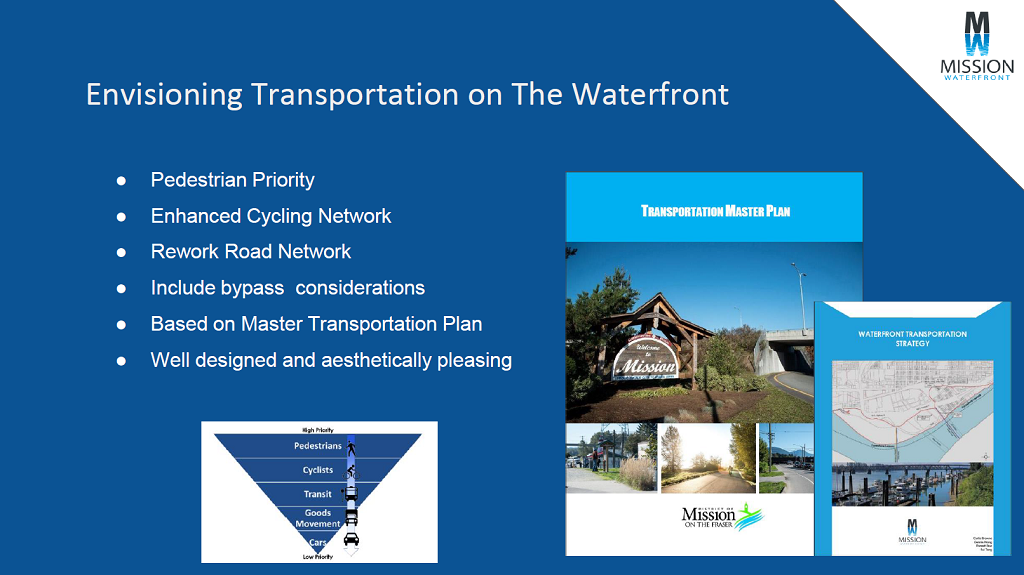 M
W
MISSION
WATERFRONT
Envisioning Transportation on The Waterfront
● Pedestrian Priority
● Enhanced Cycling Network
● Rework Road Network
● Include bypass considerations
● Based on Master Transportation Plan
● Well designed and aesthetically pleasing
High Priority
Pedestrians
Cyclists
Transit
Goods
Movement
Cars
Low Priority
TRANSPORTATION MASTER PLAN
Welcome
to
Mission
DISTRICT OF
Mission
ON THE FRASER
WATERFRONT TRANSPORTATION
STRATEGY
M
W
MISSION